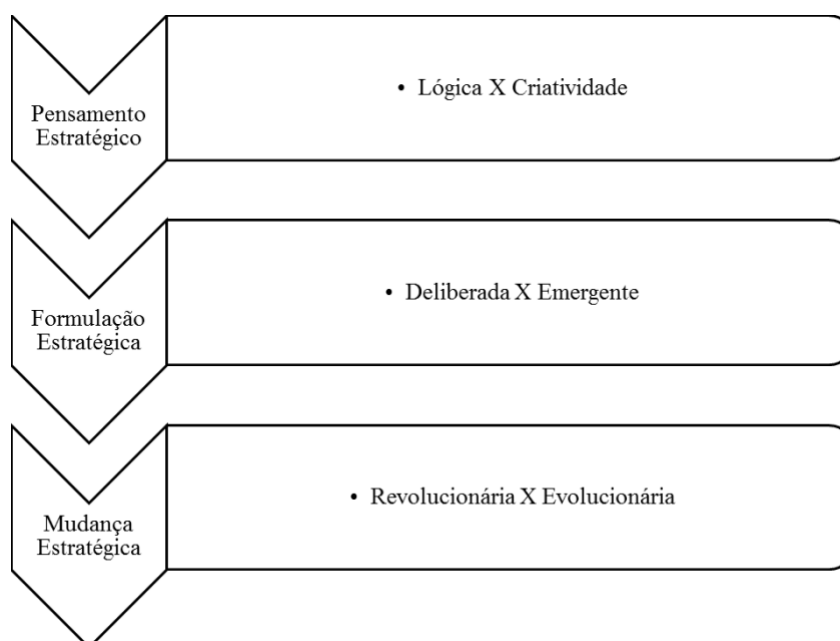 • Lógica X Criatividade
Pensamento
Estratégico
• Deliberada X Emergente
Formulação
Estratégica
• Revolucionária X Evolucionária
Mudança
Estratégica